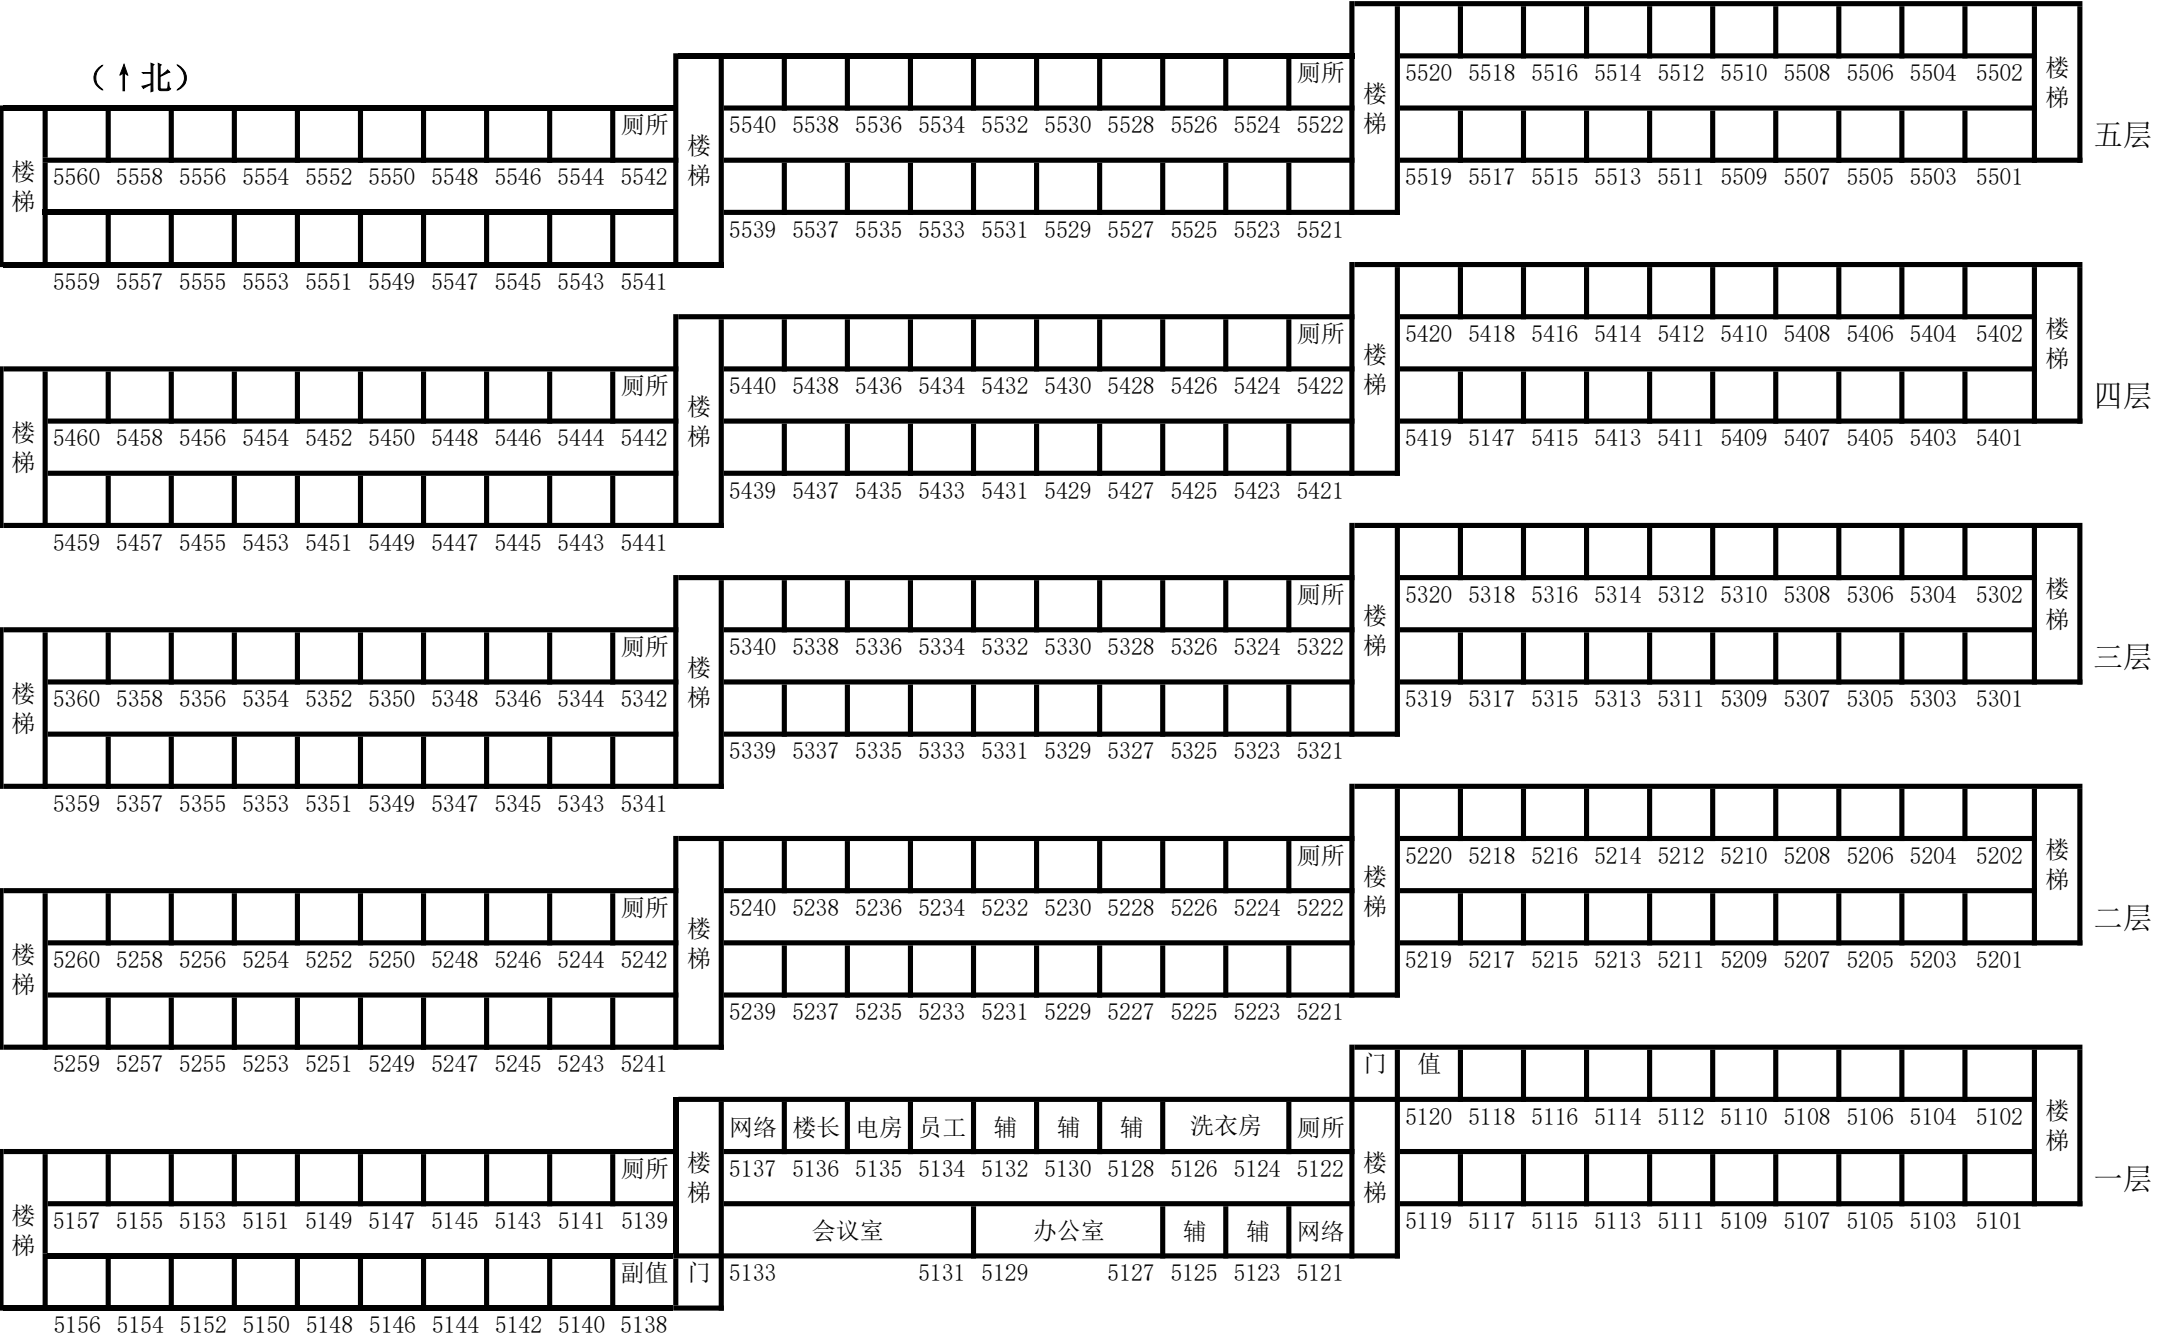 5520 5518 5516 5514 5512 5510 5508 5506 5504 5502
楼梯
(↑北)
厕所
楼梯
5540 5538 5536 5534 5532 5530 5528 5526 5524 5522
五层
厕所
楼梯
5560 5558 5556 5554 5552 5550 5548 5546 5544 5542
5519 5517 5515 5513 5511 5509 5507 5505 5503 5501
楼梯
5539 5537 5535 5533 5531 5529 5527 5525 5523 5521
5559 5557 5555 5553 5551 5549 5547 5545 5543 5541
5420 5418 5416 5414 5412 5410 5408 5406 5404 5402
楼梯
厕所
楼梯
5440 5438 5436 5434 5432 5430 5428 5426 5424 5422
四层
厕所
楼梯
5460 5458 5456 5454 5452 5450 5448 5446 5444 5442
5419 5147 5415 5413 5411 5409 5407 5405 5403 5401
楼梯
5439 5437 5435 5433 5431 5429 5427 5425 5423 5421
5459 5457 5455 5453 5451 5449 5447 5445 5443 5441
5320 5318 5316 5314 5312 5310 5308 5306 5304 5302
楼梯
厕所
楼梯
5340 5338 5336 5334 5332 5330 5328 5326 5324 5322
三层
厕所
楼梯
5360 5358 5356 5354 5352 5350 5348 5346 5344 5342
5319 5317 5315 5313 5311 5309 5307 5305 5303 5301
楼梯
5339 5337 5335 5333 5331 5329 5327 5325 5323 5321
5359 5357 5355 5353 5351 5349 5347 5345 5343 5341
5220 5218 5216 5214 5212 5210 5208 5206 5204 5202
楼梯
厕所
楼梯
5240 5238 5236 5234 5232 5230 5228 5226 5224 5222
二层
厕所
楼梯
5260 5258 5256 5254 5252 5250 5248 5246 5244 5242
5219 5217 5215 5213 5211 5209 5207 5205 5203 5201
楼梯
5239 5237 5235 5233 5231 5229 5227 5225 5223 5221
5259 5257 5255 5253 5251 5249 5247 5245 5243 5241
门 值
5120 5118 5116 5114 5112 5110 5108 5106 5104 5102
楼梯
网络 楼长 电房 员工 辅 辅 辅 洗衣房 厕所
楼梯
5137 5136 5135 5134 5132 5130 5128 5126 5124 5122
一层
厕所
楼梯
5157 5155 5153 5151 5149 5147 5145 5143 5141 5139
会议室 办公室 辅 辅 网络
5119 5117 5115 5113 5111 5109 5107 5105 5103 5101
楼梯
副值 门
5133 5131 5129 5127 5125 5123 5121
5156 5154 5152 5150 5148 5146 5144 5142 5140 5138